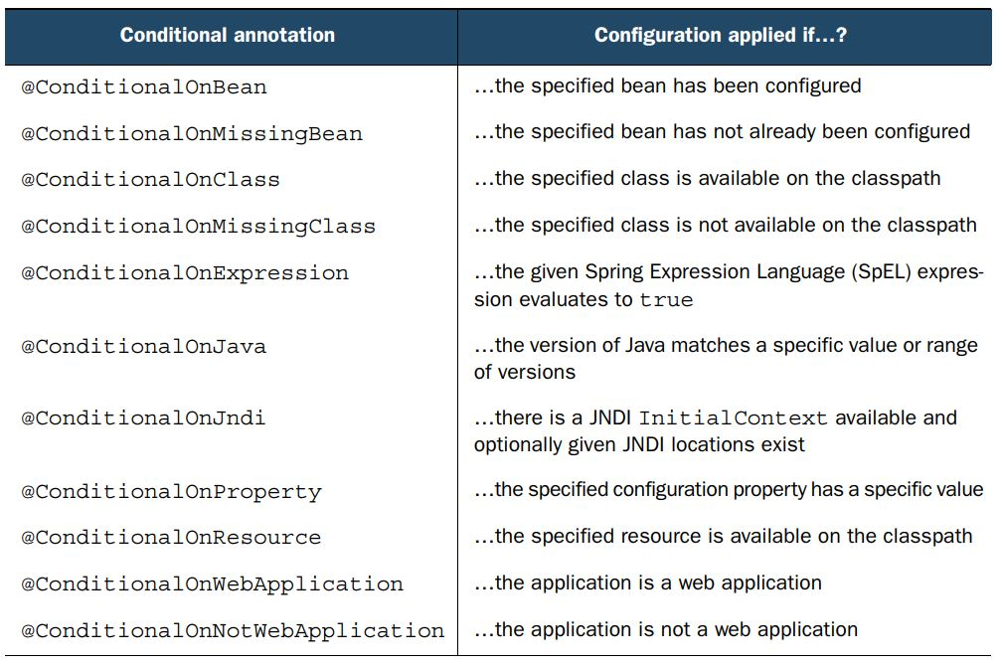 Conditional annotation Configuration applied if…?
@ConditionalOnBean …the specified bean has been configured
@ConditionalOnMissingBean …the specified bean has not already been configured
@ConditionalOnClass …the specified class is available on the classpath
@ConditionalOnMissingClass …the specified class is not available on the classpath
@ConditionalOnExpression …the given Spring Expression Language (SpEL) expres-
sion evaluates to true
@ConditionalOnJava …the version of Java matches a specific value or range
of versions
@ConditionalOnJndi …there is a JNDI InitialContext available and
optionally given JNDI locations exist
@ConditionalOnProperty …the specified configuration property has a specific value
@ConditionalOnResource …the specified resource is available on the classpath
@ConditionalOnWebApplication …the application is a web application
@ConditionalOnNotWebApplication …the application is not a web application